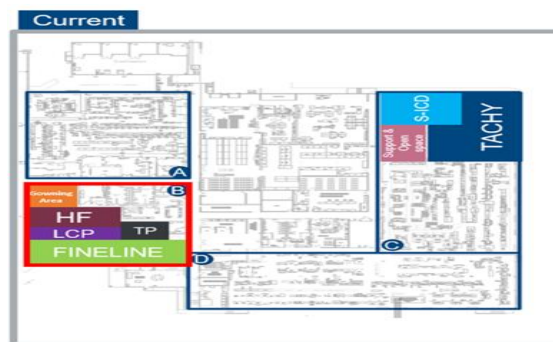 Current
S-ICD
TACHY
Support &
Open
space
A
Gowning
Area
B
HF
LCP
TP
FINELINE
C
D